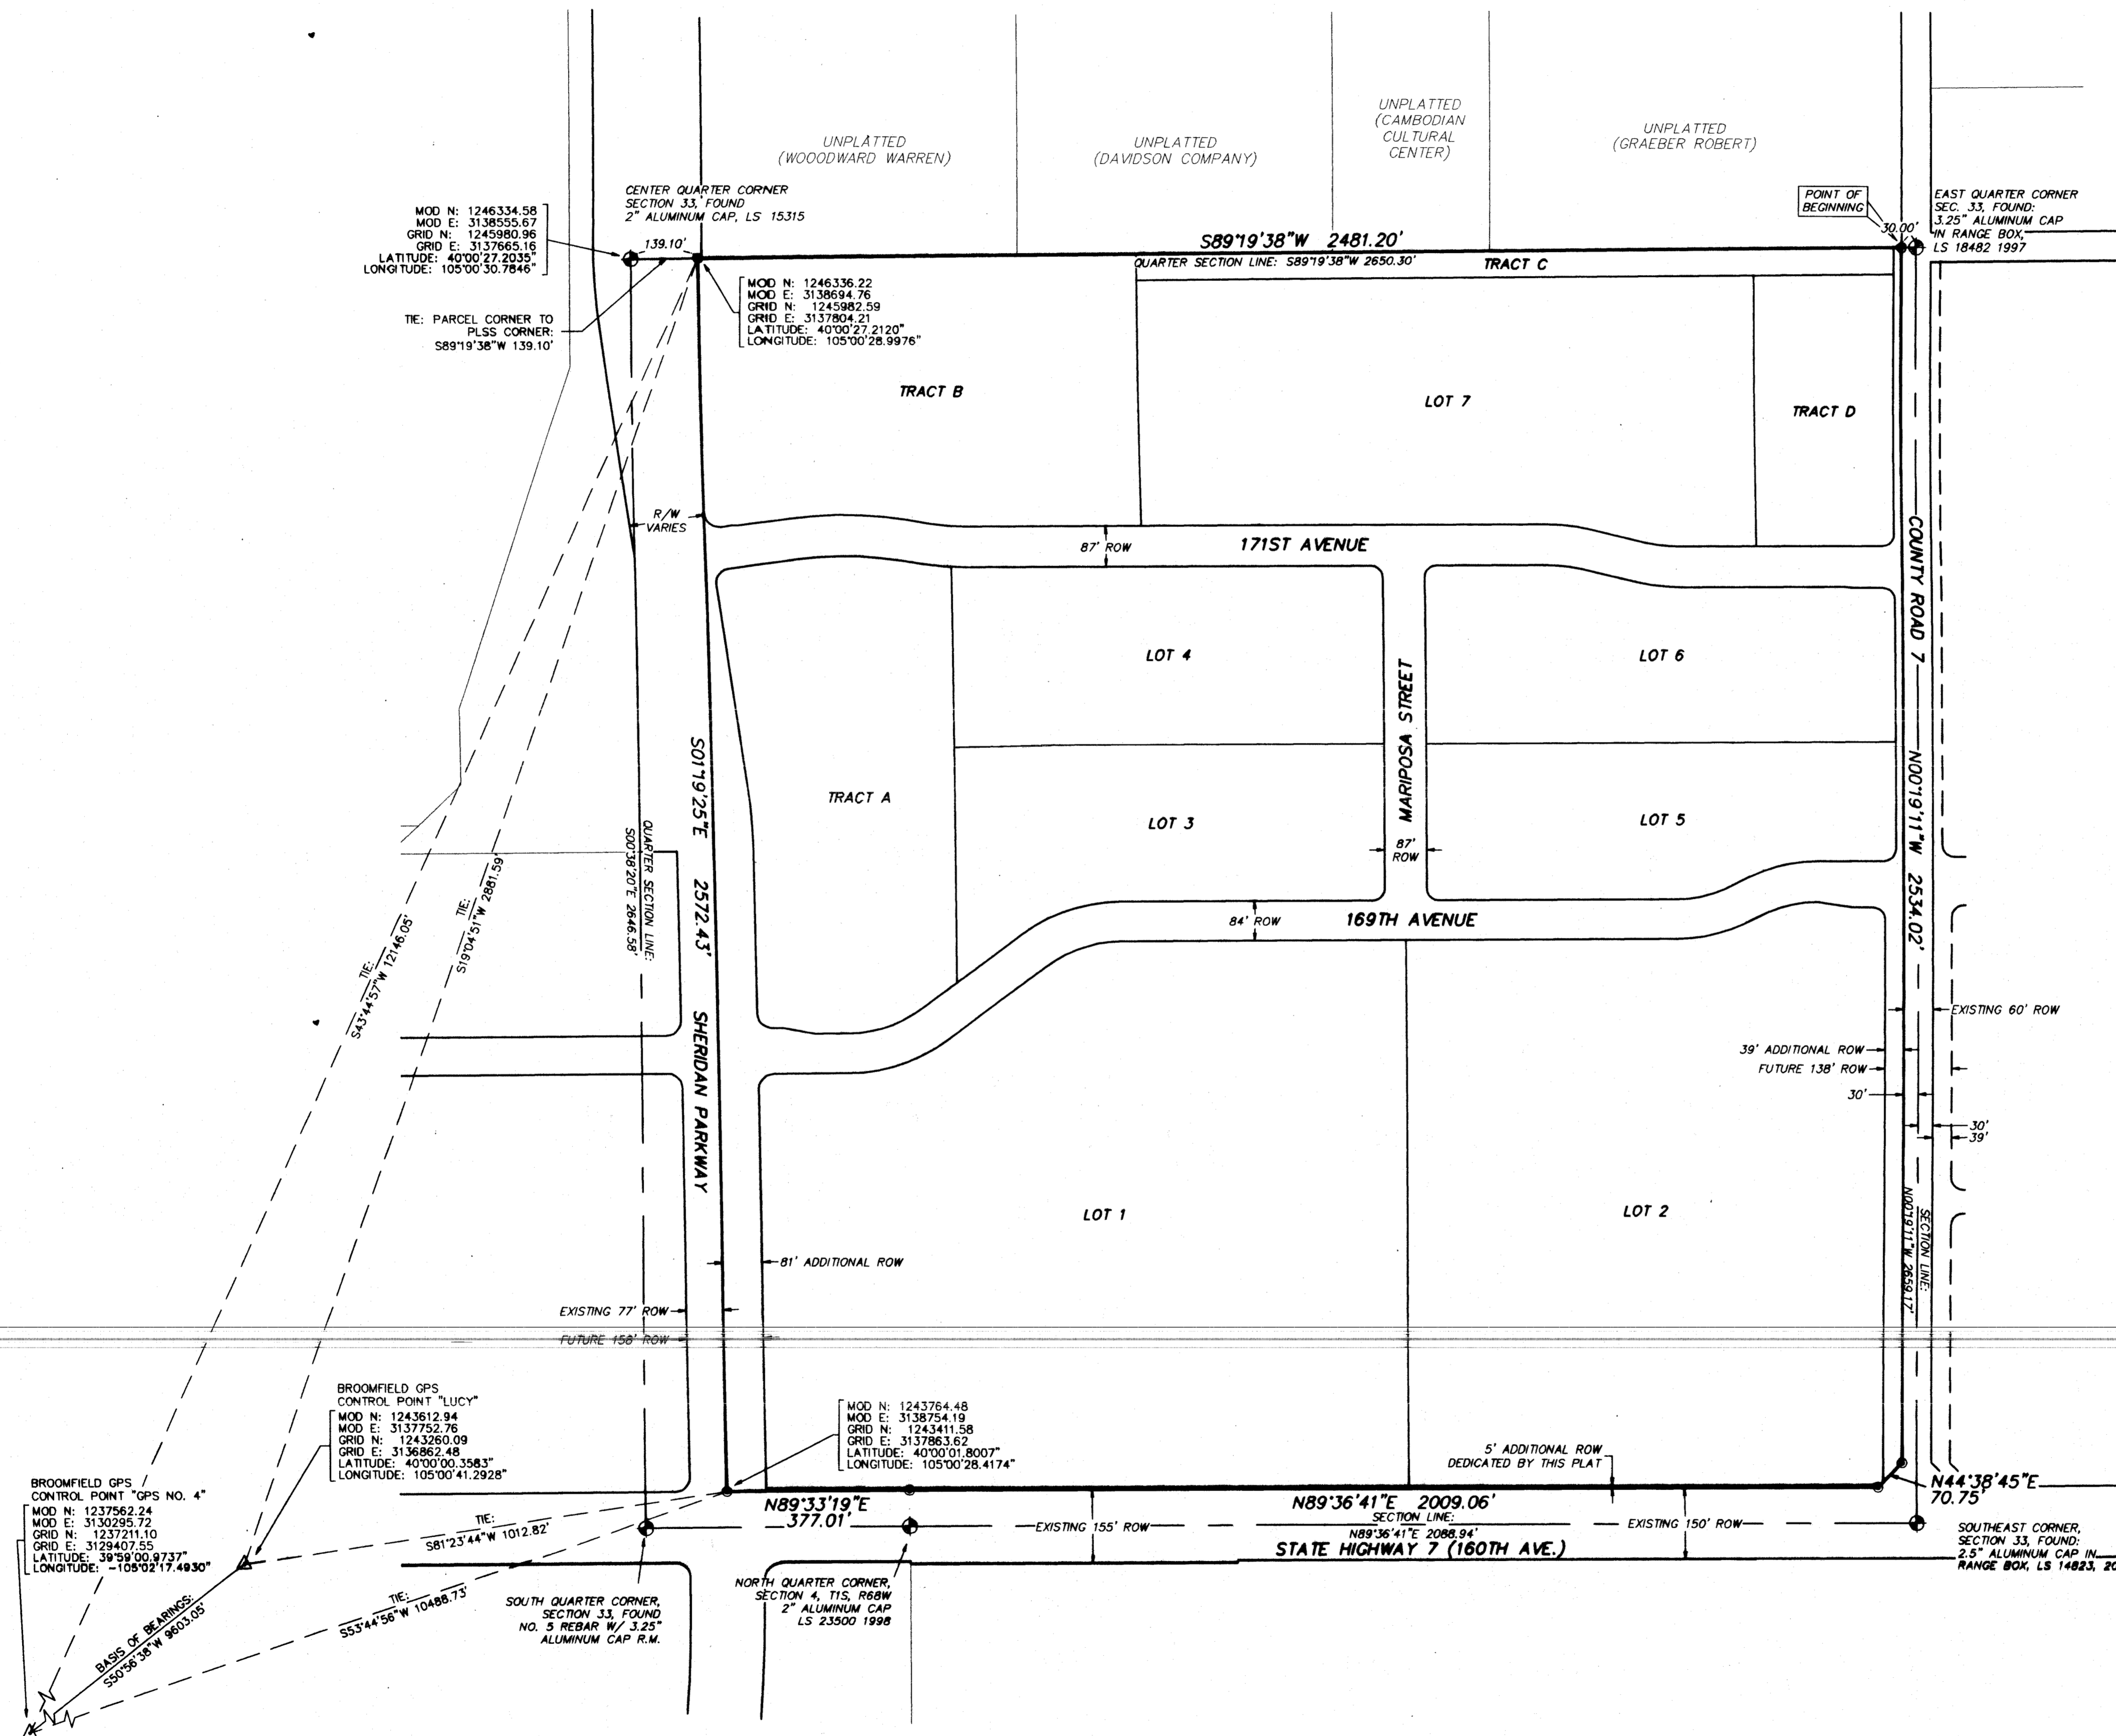 UNPLATTED
(WOOODWARD WARREN)
UNPLATTED
(DAVIDSON COMPANY)
UNPLATTED
(CAMBODIAN
CULTURAL
CENTER)
UNPLATTED
(GRAEBER ROBERT)
CENTER QUARTER CORNER
SECTION 33, FOUND
2" ALUMINUM CAP, LS 15315
MOD N: 1246334.58
MOD E: 3138555.67
GRID N: 1245980.96
GRID E: 3137665.16
LATITUDE: 40°00'27.2035"
LONGITUDE: 105°00'30.7846"
139.10'
TIE: PARCEL CORNER TO
PLSS CORNER:
S89°19'38"W 139.10'
MOD N: 1246336.22
MOD E: 3138694.76
GRID N: 1245982.59
GRID E: 3137804.21
LATITUDE: 40°00'27.2120"
LONGITUDE: 105°00'28.9976"
S89°19'38"W 2481.20'
QUARTER SECTION LINE: S89°19'38"W 2650.30'
TRACT C
POINT OF
BEGINNING
30.00'
EAST QUARTER CORNER
SEC. 33, FOUND:
3.25" ALUMINUM CAP
IN RANGE BOX,
LS 18482 1997
TRACT B
LOT 7
TRACT D
R/W
VARIES
87' ROW
171ST AVENUE
COUNTY ROAD 7
N00°19'11"W 2534.02'
LOT 4
LOT 6
MARIPOSA STREET
TRACT A
LOT 3
LOT 5
87'
ROW
S01°19'25"E 2572.43'
SHERIDAN PARKWAY
QUARTER SECTION LINE:
S00°38'20"E 2646.58'
TIE:
S43°44'57"W 12146.05'
TIE:
S19°04'51"W 2881.59'
84' ROW
169TH AVENUE
EXISTING 60' ROW
39' ADDITIONAL ROW
FUTURE 138' ROW
30'
30'
39'
LOT 1
LOT 2
SECTION LINE:
N00°19'11"W 2659.17'
81' ADDITIONAL ROW
EXISTING 77' ROW
FUTURE 158' ROW
BROOMFIELD GPS
CONTROL POINT "LUCY"
MOD N: 1243612.94
MOD E: 3137752.76
GRID N: 1243260.09
GRID E: 3136862.48
LATITUDE: 40°00'00.3583"
LONGITUDE: 105°00'41.2928"
MOD N: 1243764.48
MOD E: 3138754.19
GRID N: 1243411.58
GRID E: 3137863.62
LATITUDE: 40°00'01.8007"
LONGITUDE: 105°00'28.4174"
5' ADDITIONAL ROW
DEDICATED BY THIS PLAT
BROOMFIELD GPS
CONTROL POINT "GPS NO. 4"
MOD N: 1237562.24
MOD E: 3130295.72
GRID N: 1237211.10
GRID E: 3129407.55
LATITUDE: 39°59'00.9737"
LONGITUDE: -105°02'17.4930"
N89°33'19"E
377.01'
N89°36'41"E 2009.06'
N44°38'45"E
70.75'
TIE:
S81°23'44"W 1012.82'
EXISTING 155' ROW
SECTION LINE:
N89°36'41"E 2088.94'
EXISTING 150' ROW
STATE HIGHWAY 7 (160TH AVE.)
SOUTHEAST CORNER,
SECTION 33, FOUND:
2.5" ALUMINUM CAP IN
RANGE BOX, LS 14823, 20
TIE:
S53°44'56"W 10488.73'
BASIS OF BEARINGS:
S50°56'38"W 9603.05'
SOUTH QUARTER CORNER,
SECTION 33, FOUND
NO. 5 REBAR W/ 3.25"
ALUMINUM CAP R.M.
NORTH QUARTER CORNER,
SECTION 4, T1S, R68W
2" ALUMINUM CAP
LS 23500 1998